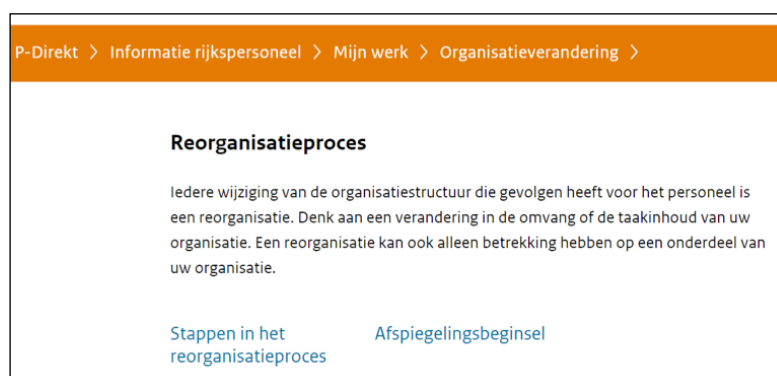 P-Direkt > Informatie rijkspersoneel > Mijn werk > Organisatieverandering >
Reorganisatieproces
Iedere wijziging van de organisatiestructuur die gevolgen heeft voor het personeel is
een reorganisatie. Denk aan een verandering in de omvang of de taakinhoud van uw
organisatie. Een reorganisatie kan ook alleen betrekking hebben op een onderdeel van
uw organisatie.
Stappen in het
reorganisatieproces
Afspiegelingsbeginsel